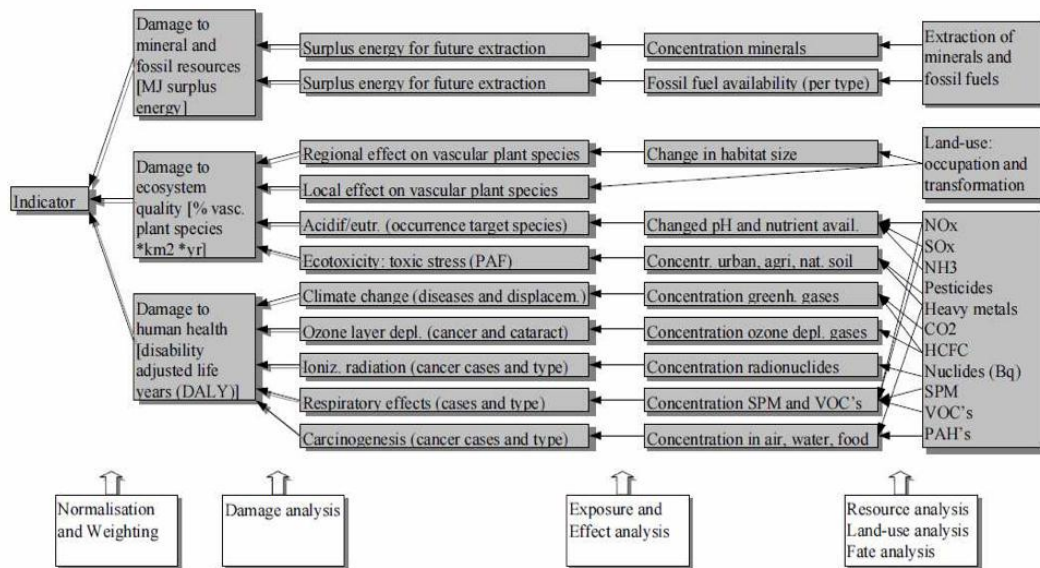 Damage to
mineral and
fossil resources
[MJ surplus
energy]
Surplus energy for future extraction
Concentration minerals
Extraction of
minerals and
fossil fuels
Surplus energy for future extraction
Fossil fuel availability (per type)
Indicator
Damage to
ecosystem
quality [% vasc.
plant species
*km2 *yr]
Regional effect on vascular plant species
Change in habitat size
Land-use:
occupation and
transformation
Local effect on vascular plant species
Acidif/eutr. (occurrence target species)
Changed pH and nutrient avail.
Ecotoxicity: toxic stress (PAF)
Concentr. urban, agri, nat. soil
Damage to
human health
[disability
adjusted life
years (DALY)]
Climate change (diseases and displacem.)
Concentration greenh. gases
Ozone layer depl. (cancer and cataract)
Concentration ozone depl. gases
Ioniz. radiation (cancer cases and type)
Concentration radionuclides
Respiratory effects (cases and type)
Concentration SPM and VOC's
Carcinogenesis (cancer cases and type)
Concentration in air, water, food
NOx
SOx
NH3
Pesticides
Heavy metals
CO2
HCFC
Nuclides (Bq)
SPM
VOC's
PAH's
Normalisation
and Weighting
Damage analysis
Exposure and
Effect analysis
Resource analysis
Land-use analysis
Fate analysis